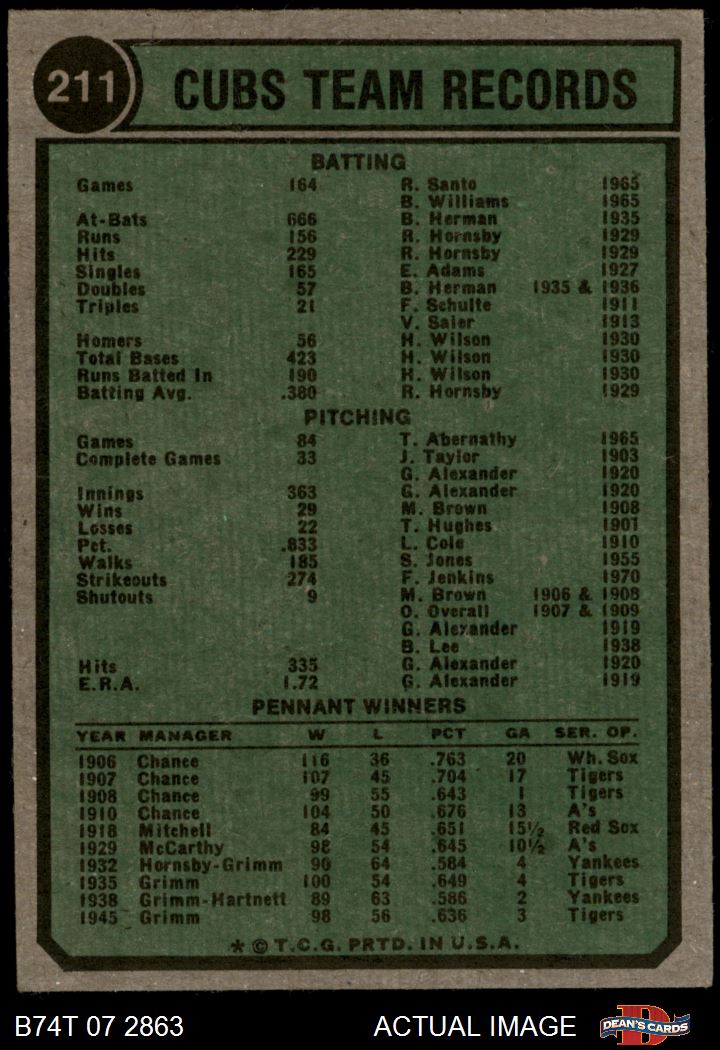 211 CUBS TEAM RECORDS
BATTING
Games 164 R. Santo 1965
B. Williams 1965
At-Bats 666 B. Herman 1935
Runs 156 R. Hornsby 1929
Hits 229 R. Hornsby 1929
Singles 165 E. Adams 1927
Doubles 57 B. Herman 1935 & 1936
Triples 21 F. Schulte 1911
V. Saier 1913
Homers 56 H. Wilson 1930
Total Bases 423 H. Wilson 1930
Runs Batted In 190 H. Wilson 1930
Batting Avg. .380 R. Hornsby 1929
PITCHING
Games 84 T. Abernathy 1965
Complete Games 33 J. Taylor 1903
G. Alexander 1920
Innings 363 G. Alexander 1920
Wins 29 M. Brown 1908
Losses 22 T. Hughes 1901
Pct. .833 L. Cole 1910
Walks 185 S. Jones 1955
Strikeouts 274 F. Jenkins 1970
Shutouts 9 M. Brown 1906 & 1908
O. Overall 1907 & 1909
G. Alexander 1919
B. Lee 1938
Hits 335 G. Alexander 1920
E.R.A. 1.72 G. Alexander 1919
PENNANT WINNERS
YEAR MANAGER W L PCT GA SER. OP.
1906 Chance 116 36 .763 20 Wh. Sox
1907 Chance 107 45 .704 17 Tigers
1908 Chance 99 55 .643 1 Tigers
1910 Chance 104 50 .676 13 A's
1918 Mitchell 84 45 .651 15½ Red Sox
1929 McCarthy 98 54 .645 10½ A's
1932 Hornsby-Grimm 90 64 .584 4 Yankees
1935 Grimm 100 54 .649 4 Tigers
1938 Grimm-Hartnett 89 63 .586 2 Yankees
1945 Grimm 98 56 .636 3 Tigers
* © T.C.G. PRTD. IN U.S.A.
B74T 07 2863 ACTUAL IMAGE D DEAN'S CARDS